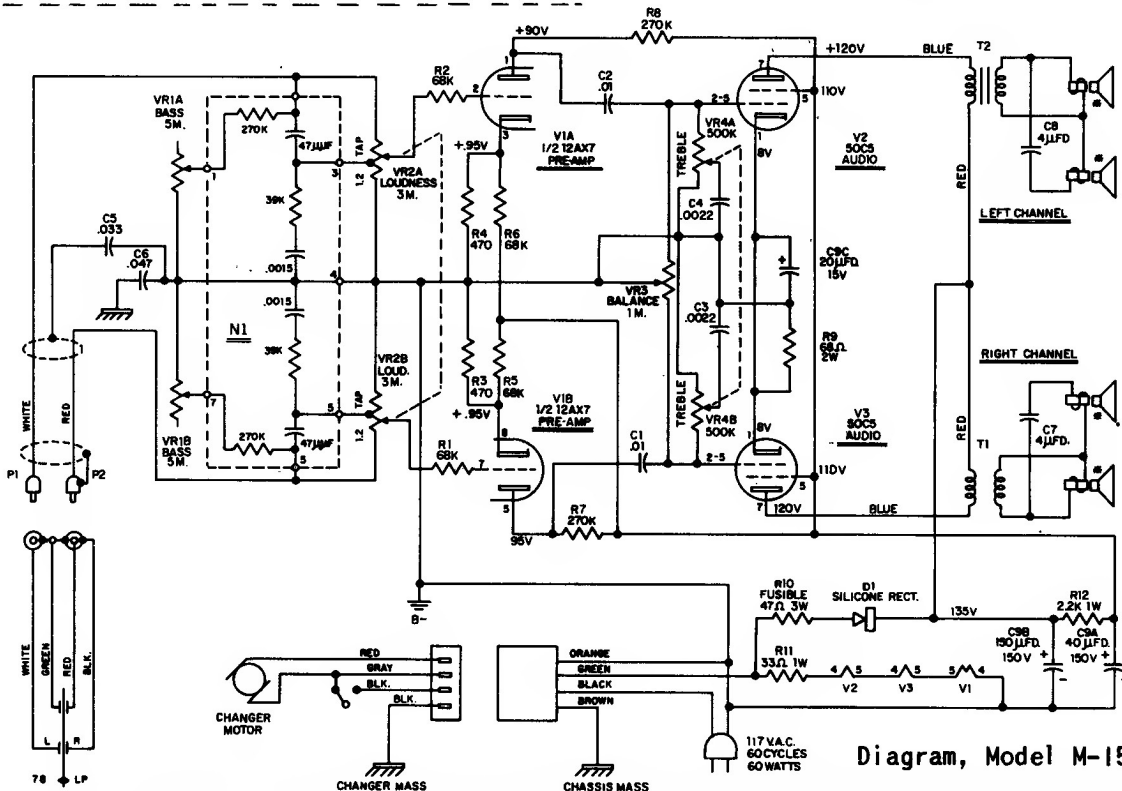 R8
270K
+90V
+120V
BLUE
T2
VR1A
BASS
5M.
270K
47μμF
TAP
1.2
R2
68K
1
2
3
V1A
1/2 12AX7
PRE-AMP
C2
.01
2-5
7
5
110V
1
8V
V2
50C5
AUDIO
VR4A
500K
TREBLE
C8
4μFD
RED
LEFT CHANNEL
1
3
VR2A
LOUDNESS
3M.
+.95V
39K
C5
.033
C6
.047
.0015
4
R4
470
R6
68K
C4
.0022
C9C
20μFD.
15V
VR3
BALANCE
1M.
.0015
N1
39K
VR2B
LOUD.
3M.
C3
.0022
R9
68Ω
2W
RIGHT CHANNEL
WHITE
RED
7
5
TAP
1.2
R3
470
R5
68K
+.95V
V1B
1/2 12AX7
PRE-AMP
TREBLE
VR4B
500K
8V
1
V3
50C5
AUDIO
RED
C7
4μFD.
VR1B
BASS
5M.
270K
47μμF
5
8
7
5
R1
68K
C1
.01
2-5
5
110V
7
T1
P1
P2
R7
270K
95V
120V
BLUE
B-
R10
FUSIBLE
47Ω 3W
D1
SILICONE RECT.
135V
R12
2.2K 1W
C9B
150μFD.
150V
C9A
40μFD.
150V
WHITE
GREEN
RED
BLK.
RED
GRAY
BLK.
BLK.
ORANGE
GREEN
BLACK
BROWN
R11
33Ω 1W
4 5
V2
4 5
V3
5 4
V1
CHANGER
MOTOR
L
R
78
LP
CHANGER MASS
CHASSIS MASS
117 V.A.C.
60CYCLES
60WATTS
Diagram, Model M-15